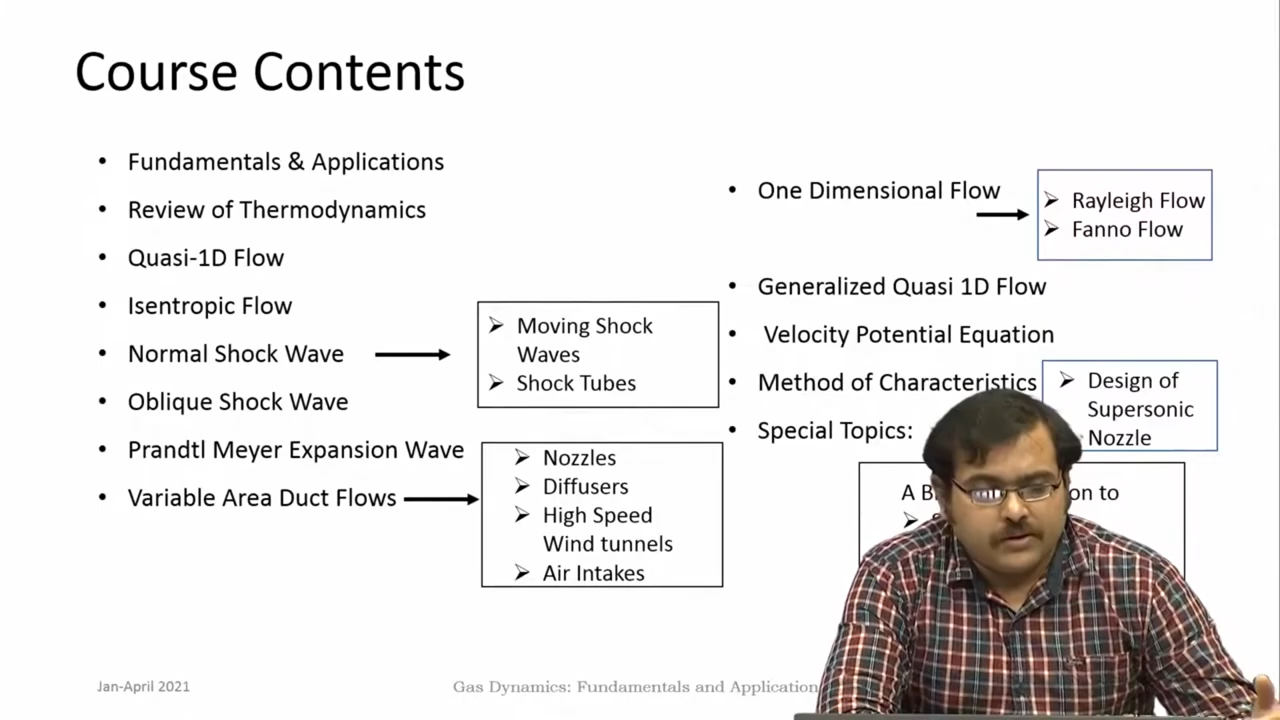 Course Contents
• Fundamentals & Applications
• Review of Thermodynamics
• Quasi-1D Flow
• Isentropic Flow
• Normal Shock Wave
➢ Moving Shock
Waves
➢ Shock Tubes
• Oblique Shock Wave
• Prandtl Meyer Expansion Wave
• Variable Area Duct Flows
➢ Nozzles
➢ Diffusers
➢ High Speed
Wind tunnels
➢ Air Intakes
• One Dimensional Flow
➢ Rayleigh Flow
➢ Fanno Flow
• Generalized Quasi 1D Flow
• Velocity Potential Equation
• Method of Characteristics
➢ Design of
Supersonic
Nozzle
• Special Topics:
A
to
Jan-April 2021
Gas Dynamics: Fundamentals and Application